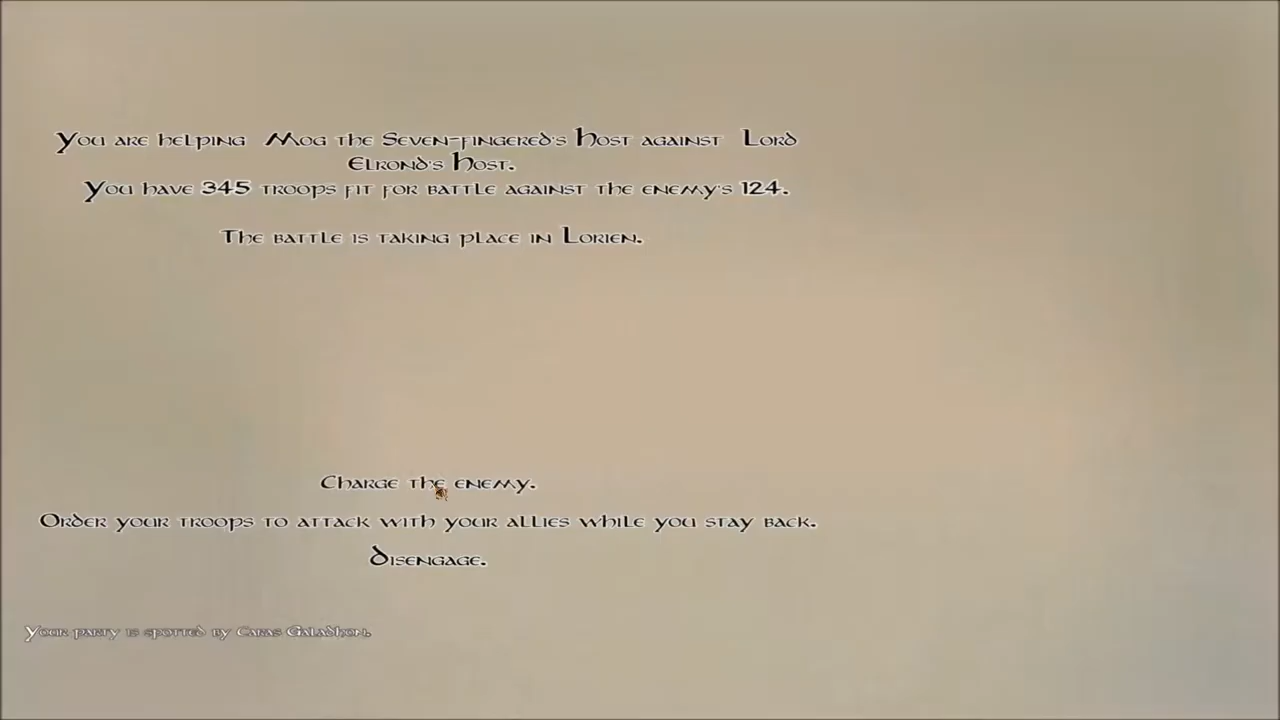 You are helping Mog the Seven-fingered's Host against Lord
Elrond's Host.
You have 345 troops fit for battle against the enemy's 124.
The battle is taking place in Lorien.
Charge the enemy.
Order your troops to attack with your allies while you stay back.
Disengage.
Your party is spotted by Caras Galadhon.